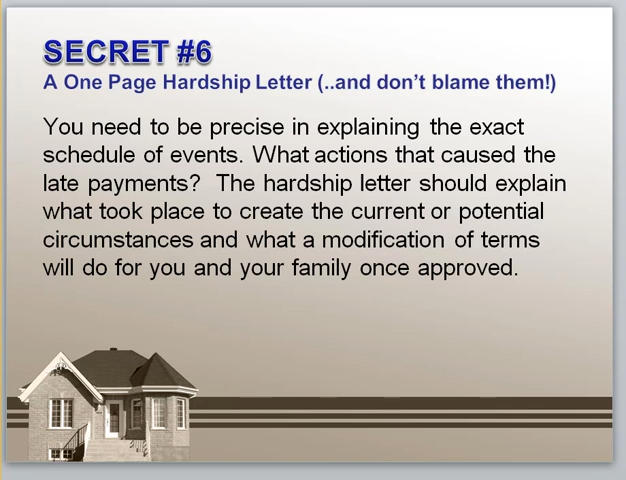 SECRET #6
A One Page Hardship Letter (..and don't blame them!)
You need to be precise in explaining the exact
schedule of events. What actions that caused the
late payments? The hardship letter should explain
what took place to create the current or potential
circumstances and what a modification of terms
will do for you and your family once approved.